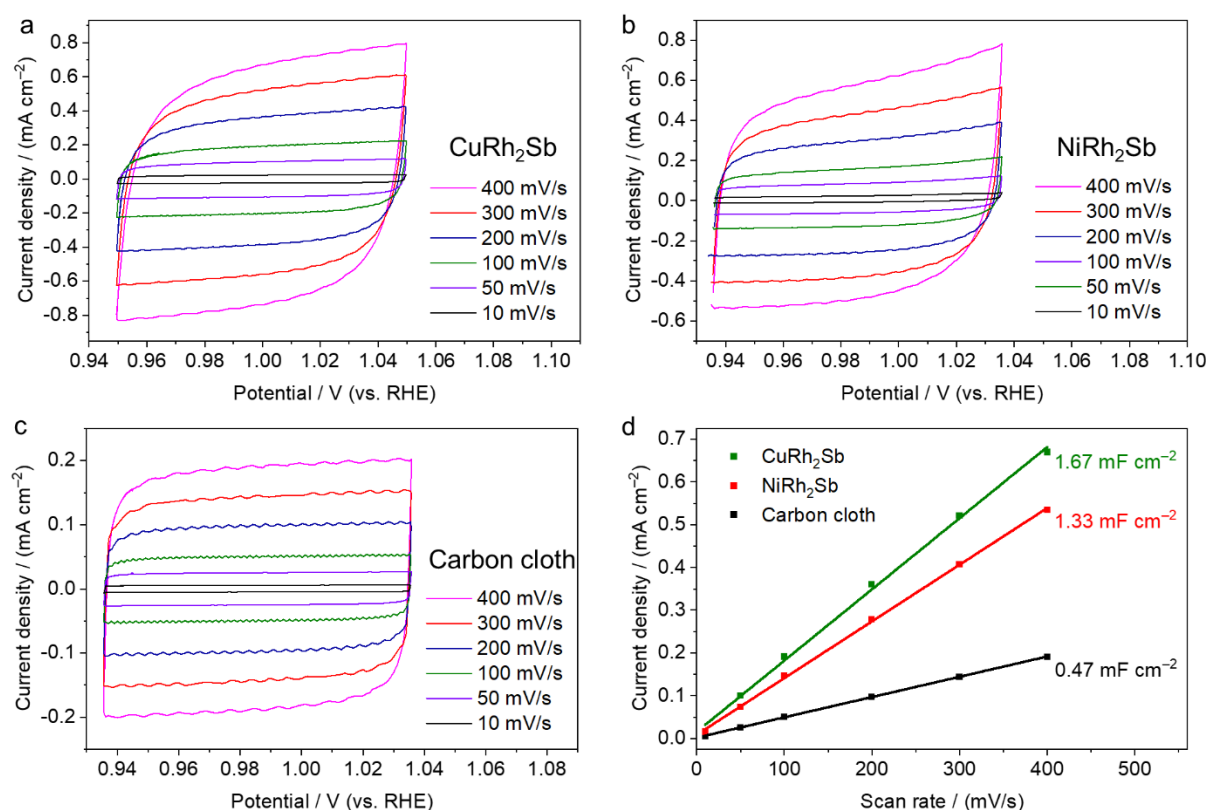 a
0.8
0.6
0.4
0.2
0.0
-0.2
-0.4
-0.6
-0.8
Current density / (mA cm⁻²)
CuRh₂Sb
400 mV/s
300 mV/s
200 mV/s
100 mV/s
50 mV/s
10 mV/s
0.94 0.96 0.98 1.00 1.02 1.04 1.06 1.08 1.10
Potential / V (vs. RHE)
b
0.8
0.6
0.4
0.2
0.0
-0.2
-0.4
-0.6
Current density / (mA cm⁻²)
NiRh₂Sb
400 mV/s
300 mV/s
200 mV/s
100 mV/s
50 mV/s
10 mV/s
0.94 0.96 0.98 1.00 1.02 1.04 1.06 1.08 1.10
Potential / V (vs. RHE)
c
0.2
0.1
0.0
-0.1
-0.2
Current density / (mA cm⁻²)
Carbon cloth
400 mV/s
300 mV/s
200 mV/s
100 mV/s
50 mV/s
10 mV/s
0.94 0.96 0.98 1.00 1.02 1.04 1.06 1.08
Potential / V (vs. RHE)
d
0.7
0.6
0.5
0.4
0.3
0.2
0.1
0.0
Current density / (mA cm⁻²)
CuRh₂Sb
NiRh₂Sb
Carbon cloth
1.67 mF cm⁻²
1.33 mF cm⁻²
0.47 mF cm⁻²
0 100 200 300 400 500
Scan rate / (mV/s)